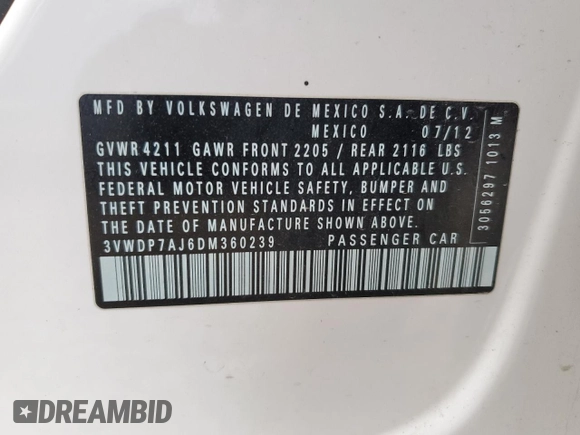 MFD BY VOLKSWAGEN DE MEXICO S.A. DE C.V.
MEXICO 07/12
GVWR 4211 GAWR FRONT 2205 / REAR 2116 LBS
THIS VEHICLE CONFORMS TO ALL APPLICABLE U.S.
FEDERAL MOTOR VEHICLE SAFETY, BUMPER AND
THEFT PREVENTION STANDARDS IN EFFECT ON
THE DATE OF MANUFACTURE SHOWN ABOVE.
3VWDP7AJ6DM360239 PASSENGER CAR
3056297 1013 M
DREAMBID